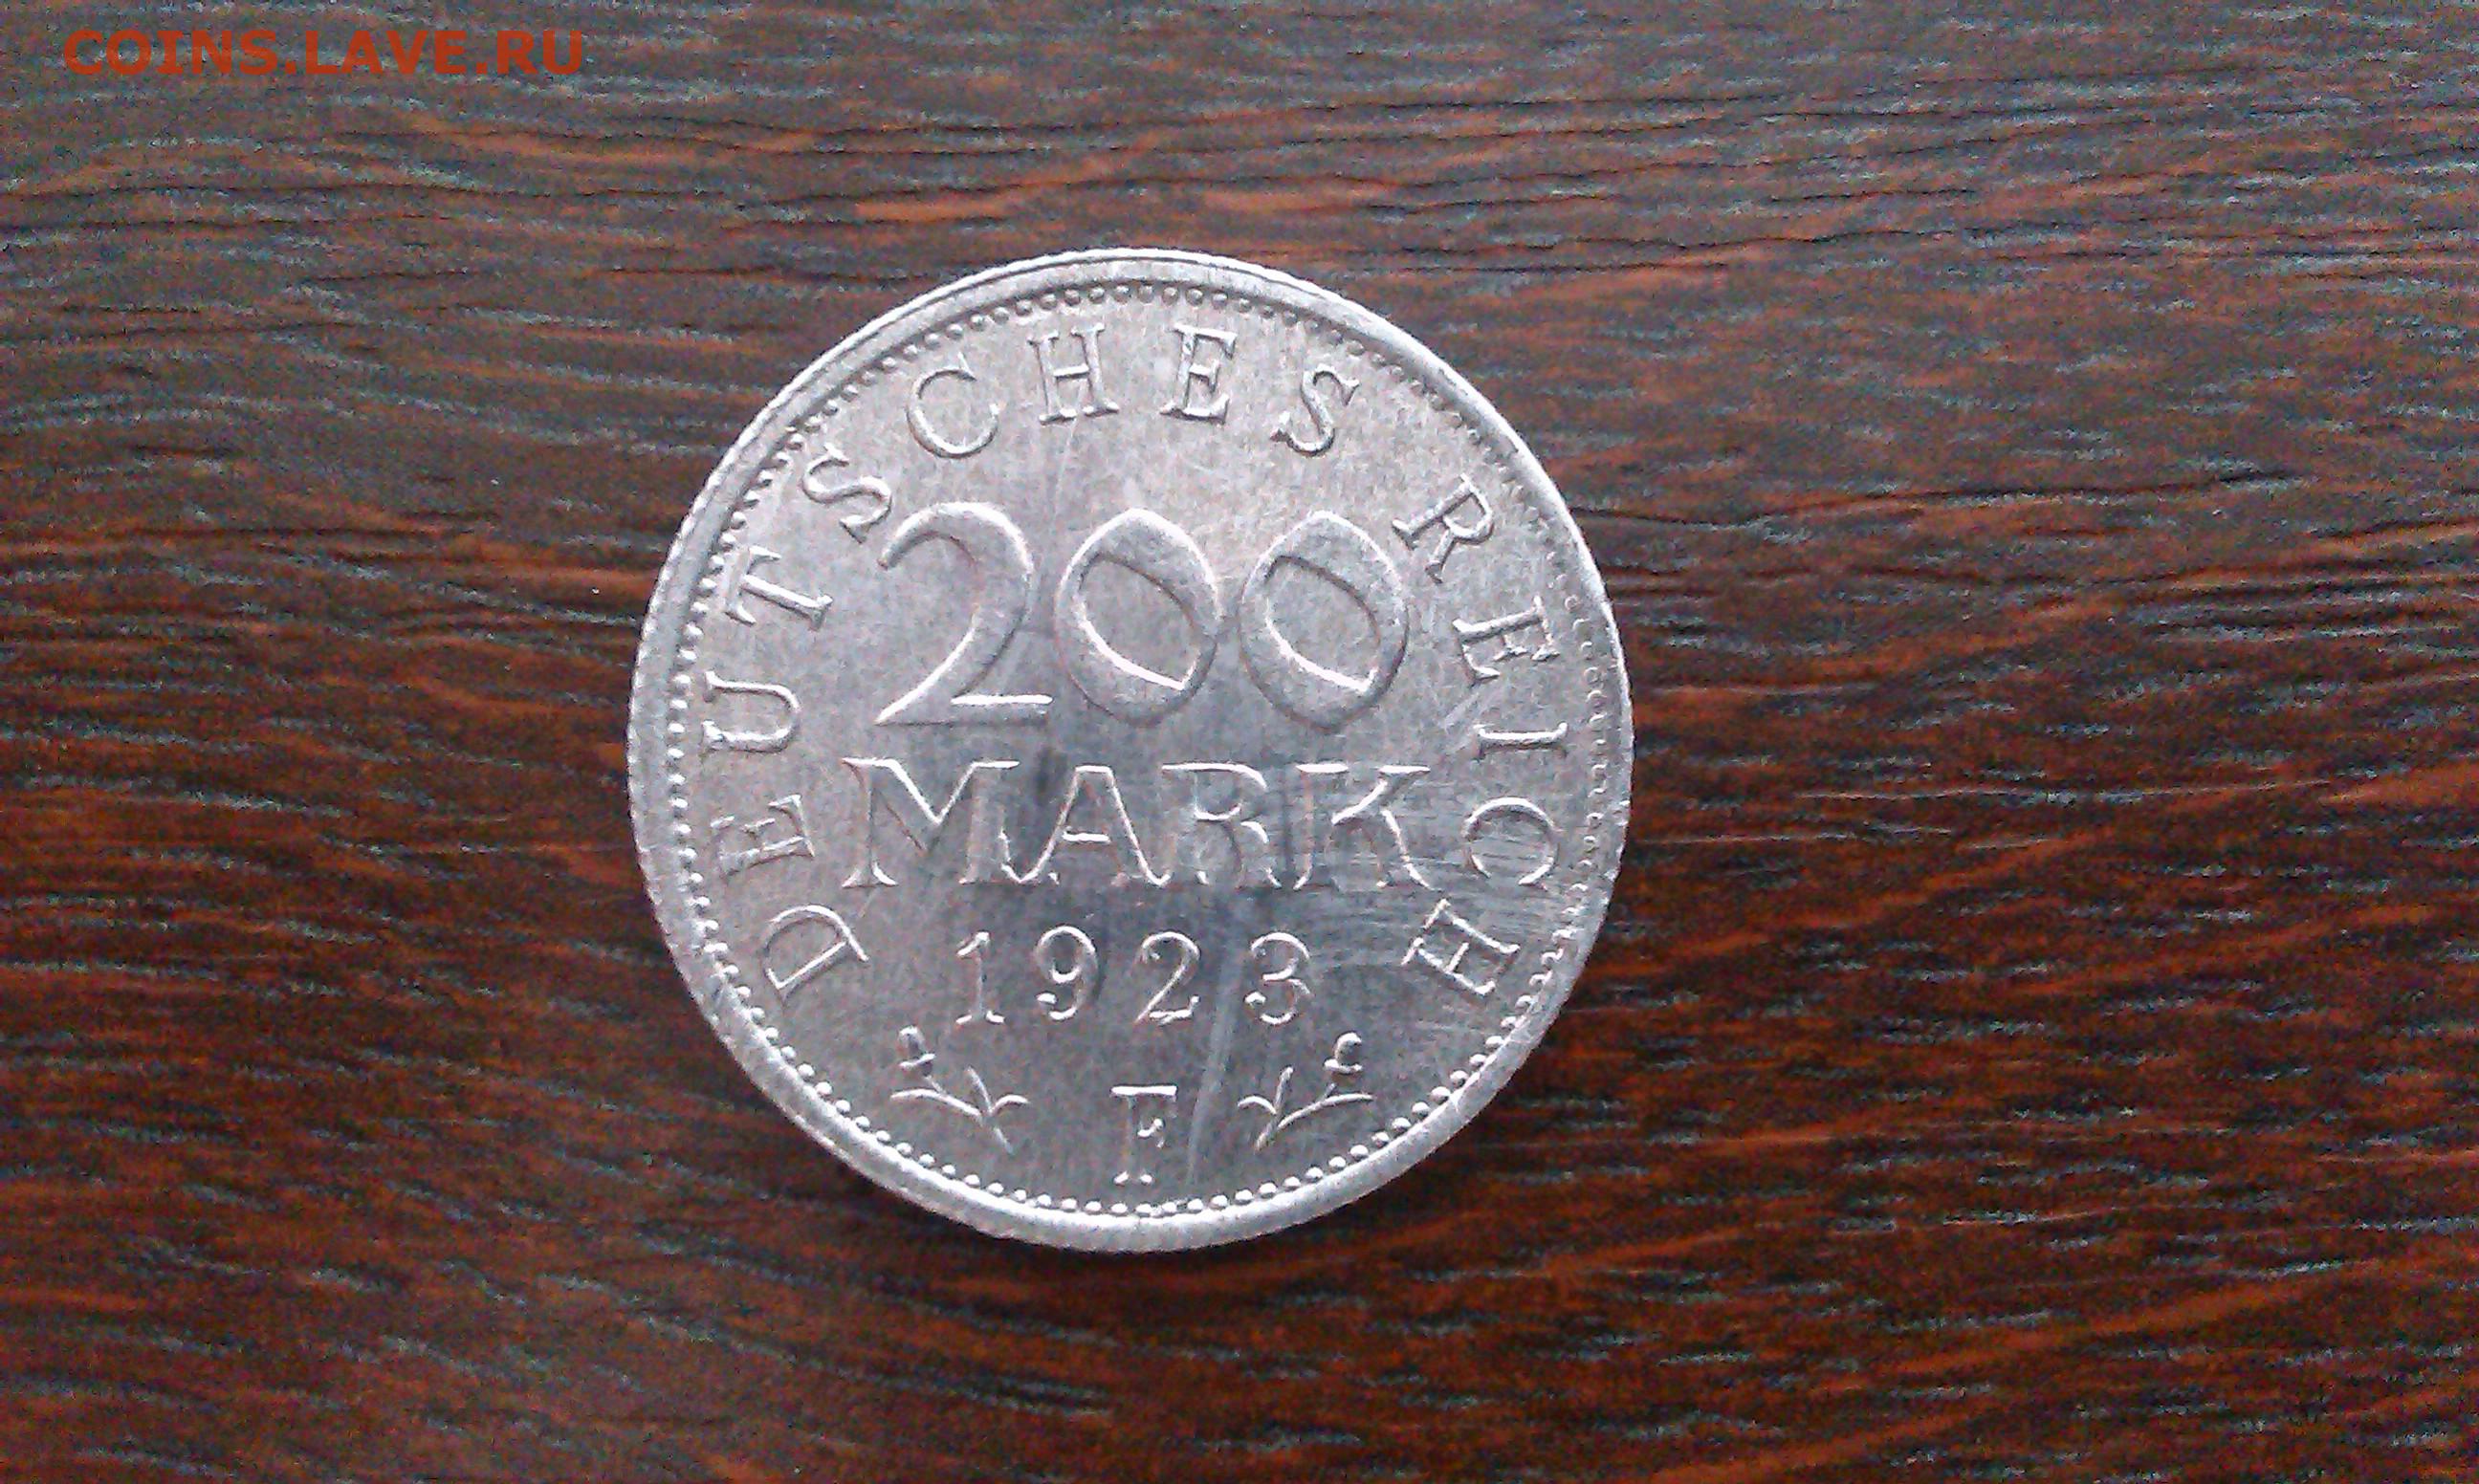 COINS.LAVE.RU
DEUTSCHES REICH
200
MARK
1923
F